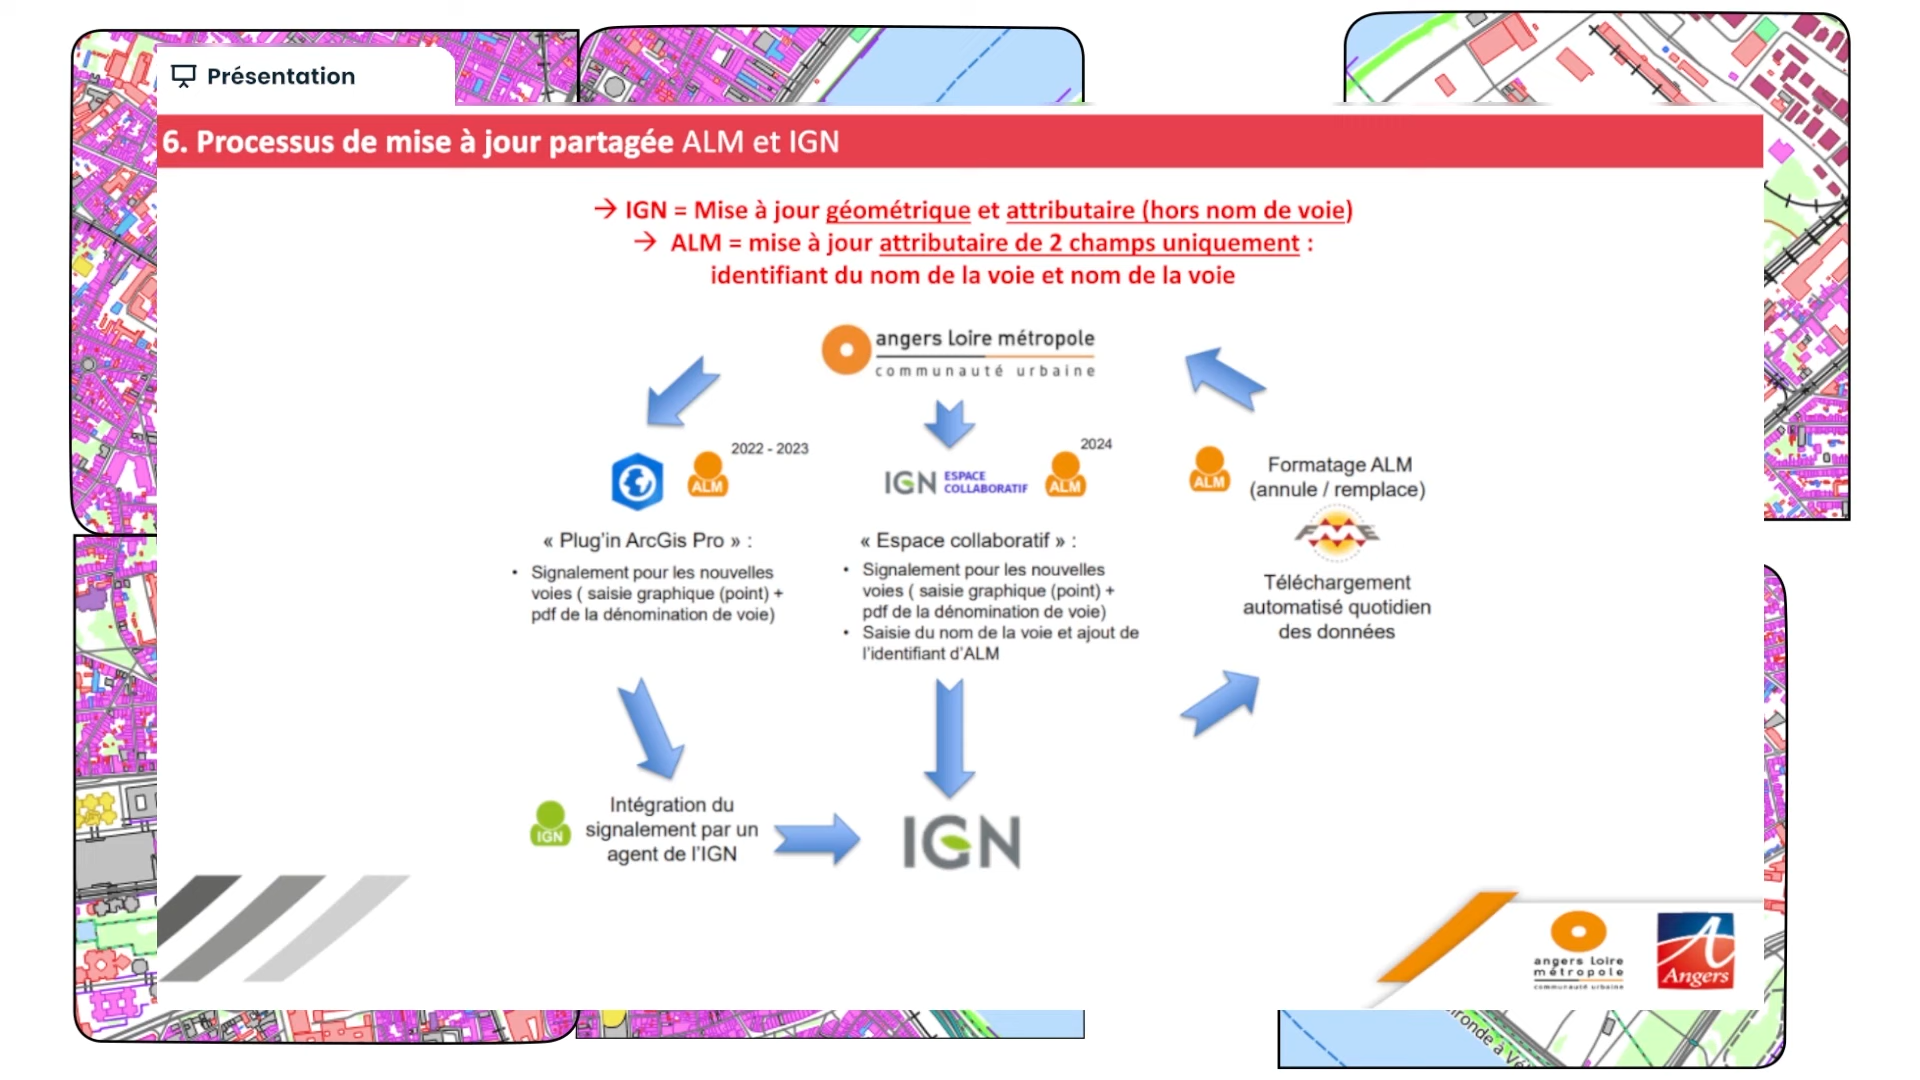 Présentation
6. Processus de mise à jour partagée ALM et IGN
→ IGN = Mise à jour géométrique et attributaire (hors nom de voie)
→ ALM = mise à jour attributaire de 2 champs uniquement :
identifiant du nom de la voie et nom de la voie
angers Loire métropole
communauté urbaine
2022 - 2023
ALM
« Plug'in ArcGis Pro » :
• Signalement pour les nouvelles
voies ( saisie graphique (point) +
pdf de la dénomination de voie)
2024
IGN ESPACE
COLLABORATIF
ALM
« Espace collaboratif » :
• Signalement pour les nouvelles
voies ( saisie graphique (point) +
pdf de la dénomination de voie)
• Saisie du nom de la voie et ajout de
l'identifiant d'ALM
ALM
Formatage ALM
(annule / remplace)
FME
Téléchargement
automatisé quotidien
des données
IGN
Intégration du
signalement par un
agent de l'IGN
IGN
angers Loire
métropole
communauté urbaine
Angers